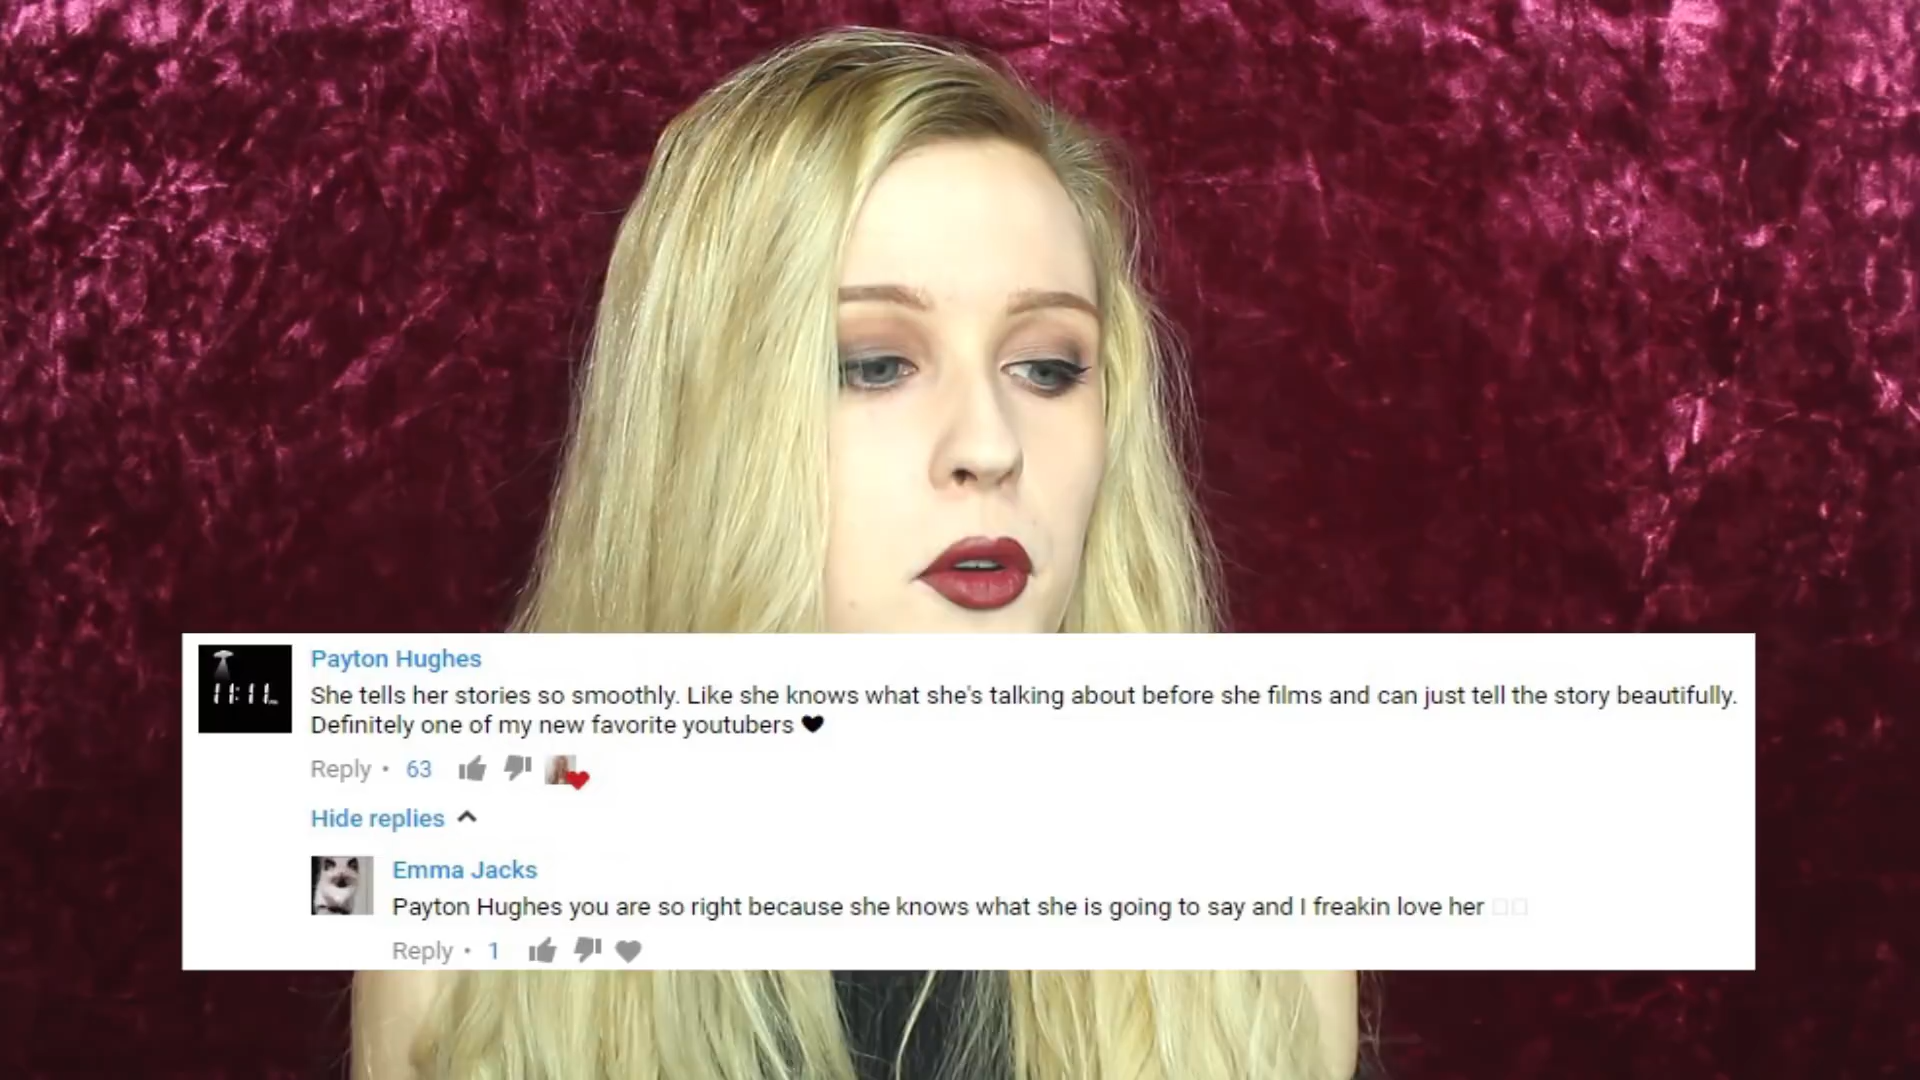 11:11
Payton Hughes
She tells her stories so smoothly. Like she knows what she's talking about before she films and can just tell the story beautifully.
Definitely one of my new favorite youtubers 🖤
Reply • 63
Hide replies
Emma Jacks
Payton Hughes you are so right because she knows what she is going to say and I freakin love her
Reply • 1